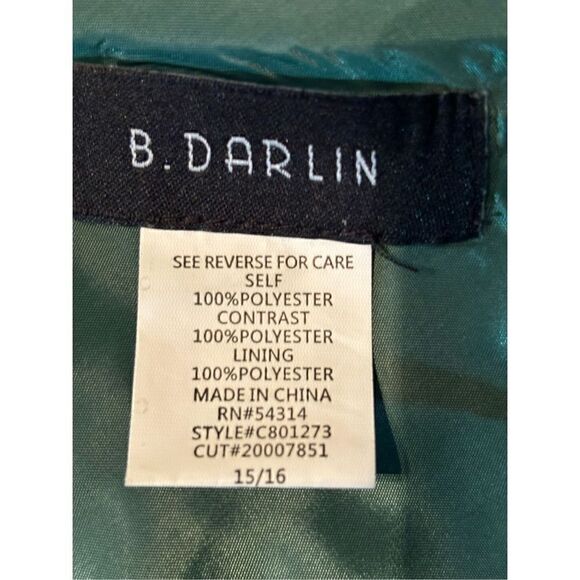 B. DARLIN
SEE REVERSE FOR CARE
SELF
100%POLYESTER
CONTRAST
100%POLYESTER
LINING
100%POLYESTER
MADE IN CHINA
RN#54314
STYLE#C801273
CUT#20007851
15/16